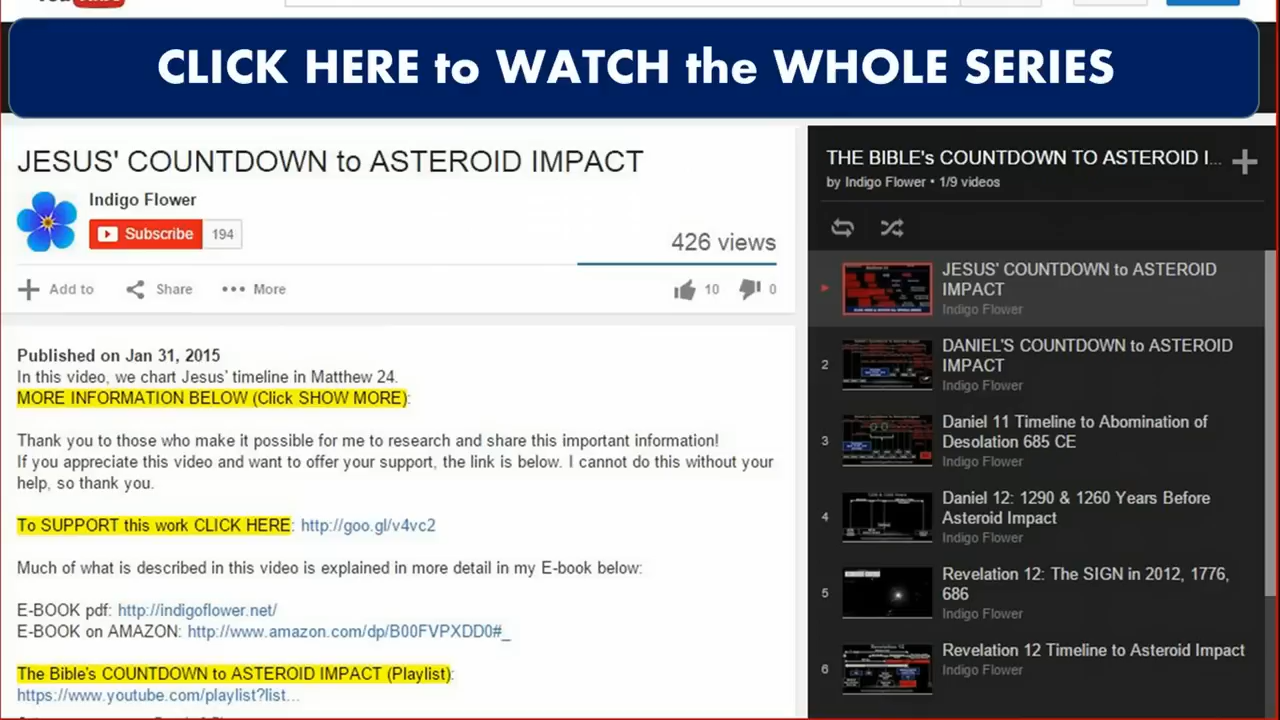 CLICK HERE to WATCH the WHOLE SERIES
JESUS' COUNTDOWN to ASTEROID IMPACT
Indigo Flower
Subscribe 194
426 views
Add to Share More 10 0
Published on Jan 31, 2015
In this video, we chart Jesus' timeline in Matthew 24.
MORE INFORMATION BELOW (Click SHOW MORE):
Thank you to those who make it possible for me to research and share this important information!
If you appreciate this video and want to offer your support, the link is below. I cannot do this without your
help, so thank you.
To SUPPORT this work CLICK HERE: http://goo.gl/v4vc2
Much of what is described in this video is explained in more detail in my E-book below:
E-BOOK pdf: http://indigoflower.net/
E-BOOK on AMAZON: http://www.amazon.com/dp/B00FVPXDD0#_
The Bible's COUNTDOWN to ASTEROID IMPACT (Playlist):
https://www.youtube.com/playlist?list...
THE BIBLE's COUNTDOWN TO ASTEROID I...
by Indigo Flower • 1/9 videos
JESUS' COUNTDOWN to ASTEROID
IMPACT
Indigo Flower
2
DANIEL'S COUNTDOWN to ASTEROID
IMPACT
Indigo Flower
3
Daniel 11 Timeline to Abomination of
Desolation 685 CE
Indigo Flower
4
Daniel 12: 1290 & 1260 Years Before
Asteroid Impact
Indigo Flower
5
Revelation 12: The SIGN in 2012, 1776,
686
Indigo Flower
6
Revelation 12 Timeline to Asteroid Impact
Indigo Flower